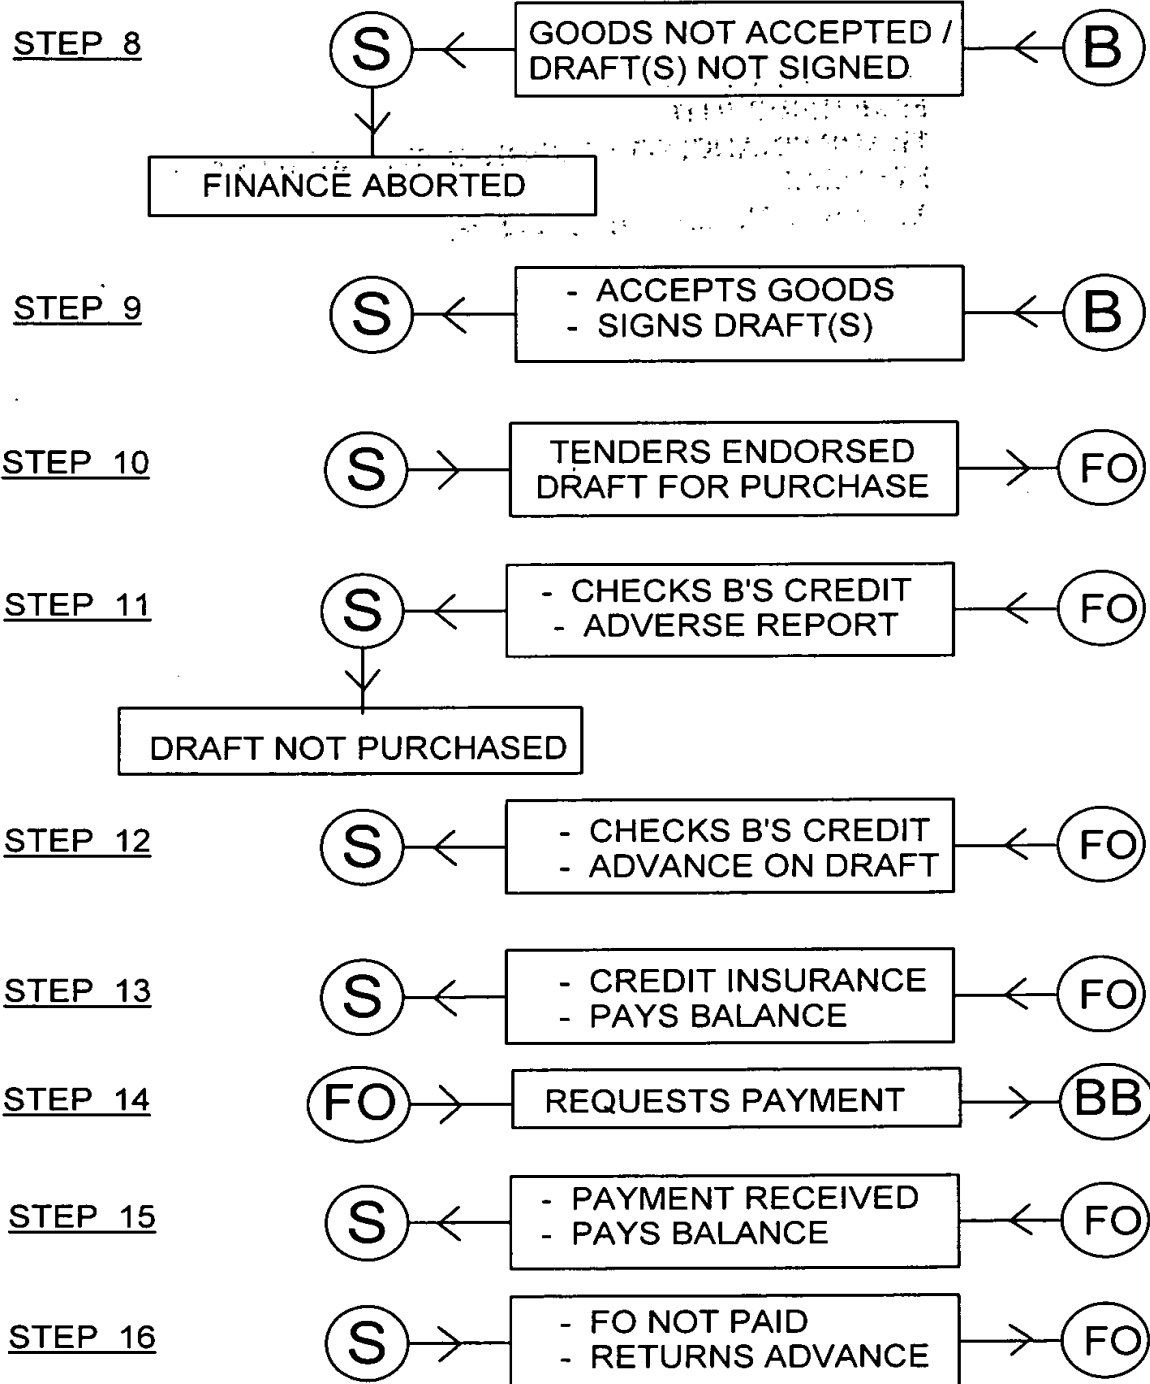 STEP 8
S
GOODS NOT ACCEPTED /
DRAFT(S) NOT SIGNED
B
FINANCE ABORTED
STEP 9
S
- ACCEPTS GOODS
- SIGNS DRAFT(S)
B
STEP 10
S
TENDERS ENDORSED
DRAFT FOR PURCHASE
FO
STEP 11
S
- CHECKS B'S CREDIT
- ADVERSE REPORT
FO
DRAFT NOT PURCHASED
STEP 12
S
- CHECKS B'S CREDIT
- ADVANCE ON DRAFT
FO
STEP 13
S
- CREDIT INSURANCE
- PAYS BALANCE
FO
STEP 14
FO
REQUESTS PAYMENT
BB
STEP 15
S
- PAYMENT RECEIVED
- PAYS BALANCE
FO
STEP 16
S
- FO NOT PAID
- RETURNS ADVANCE
FO